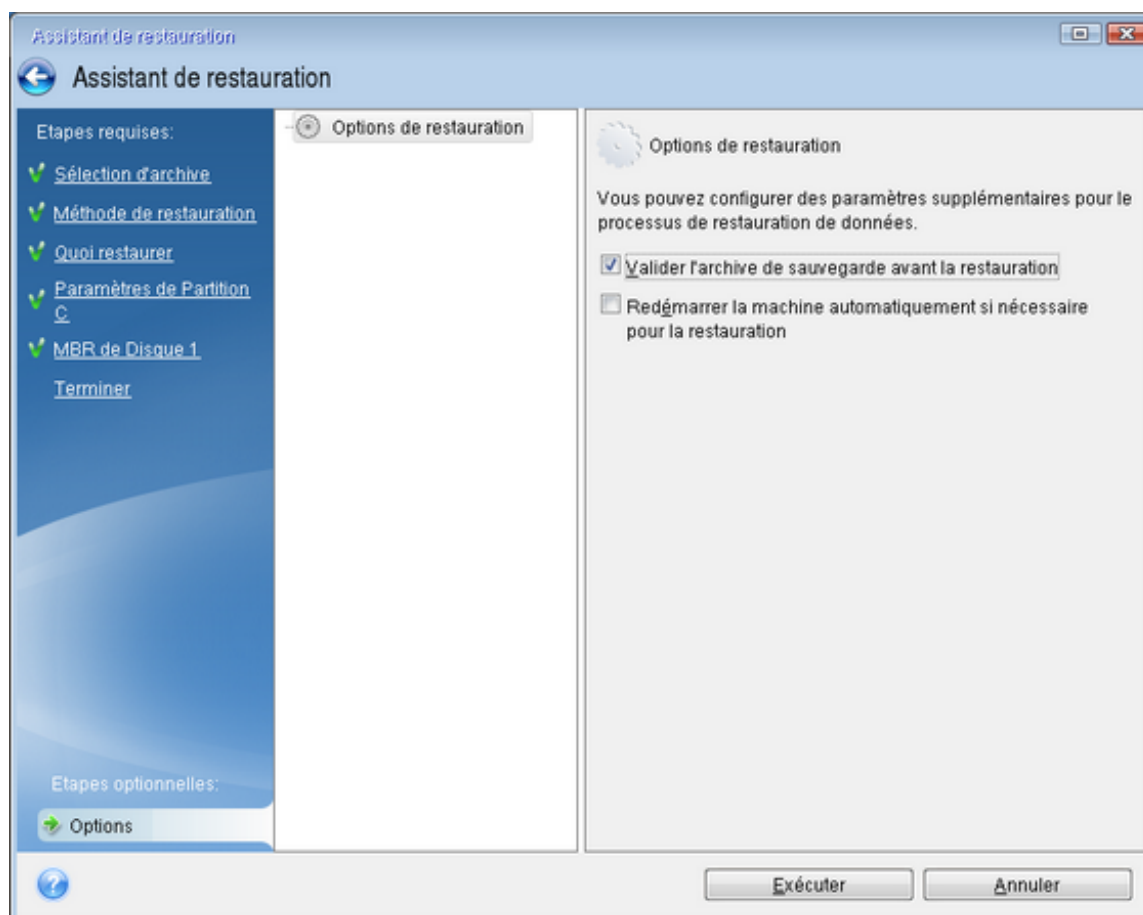 Assistant de restauration
Assistant de restauration
Etapes requises:
Sélection d'archive
Méthode de restauration
Quoi restaurer
Paramètres de Partition
C
MBR de Disque 1
Terminer
Etapes optionnelles:
Options
Options de restauration
Options de restauration
Vous pouvez configurer des paramètres supplémentaires pour le
processus de restauration de données.
Valider l'archive de sauvegarde avant la restauration
Redémarrer la machine automatiquement si nécessaire
pour la restauration
Exécuter
Annuler